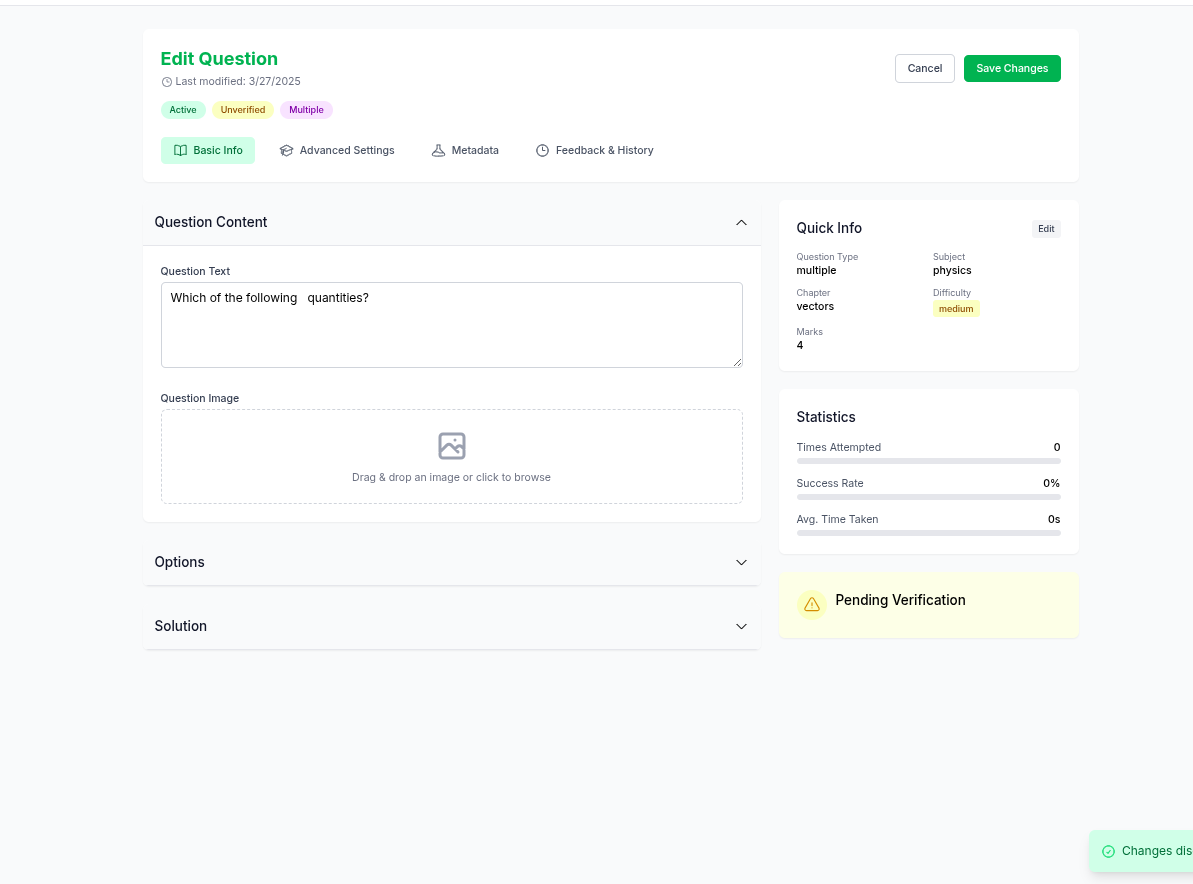 Edit Question
Last modified: 3/27/2025
Cancel
Save Changes
Active
Unverified
Multiple
Basic Info
Advanced Settings
Metadata
Feedback & History
Question Content
Question Text
Which of the following   quantities?
Question Image
Drag & drop an image or click to browse
Options
Solution
Quick Info
Edit
Question Type
multiple
Subject
physics
Chapter
vectors
Difficulty
medium
Marks
4
Statistics
Times Attempted
0
Success Rate
0%
Avg. Time Taken
0s
Pending Verification
Changes dis